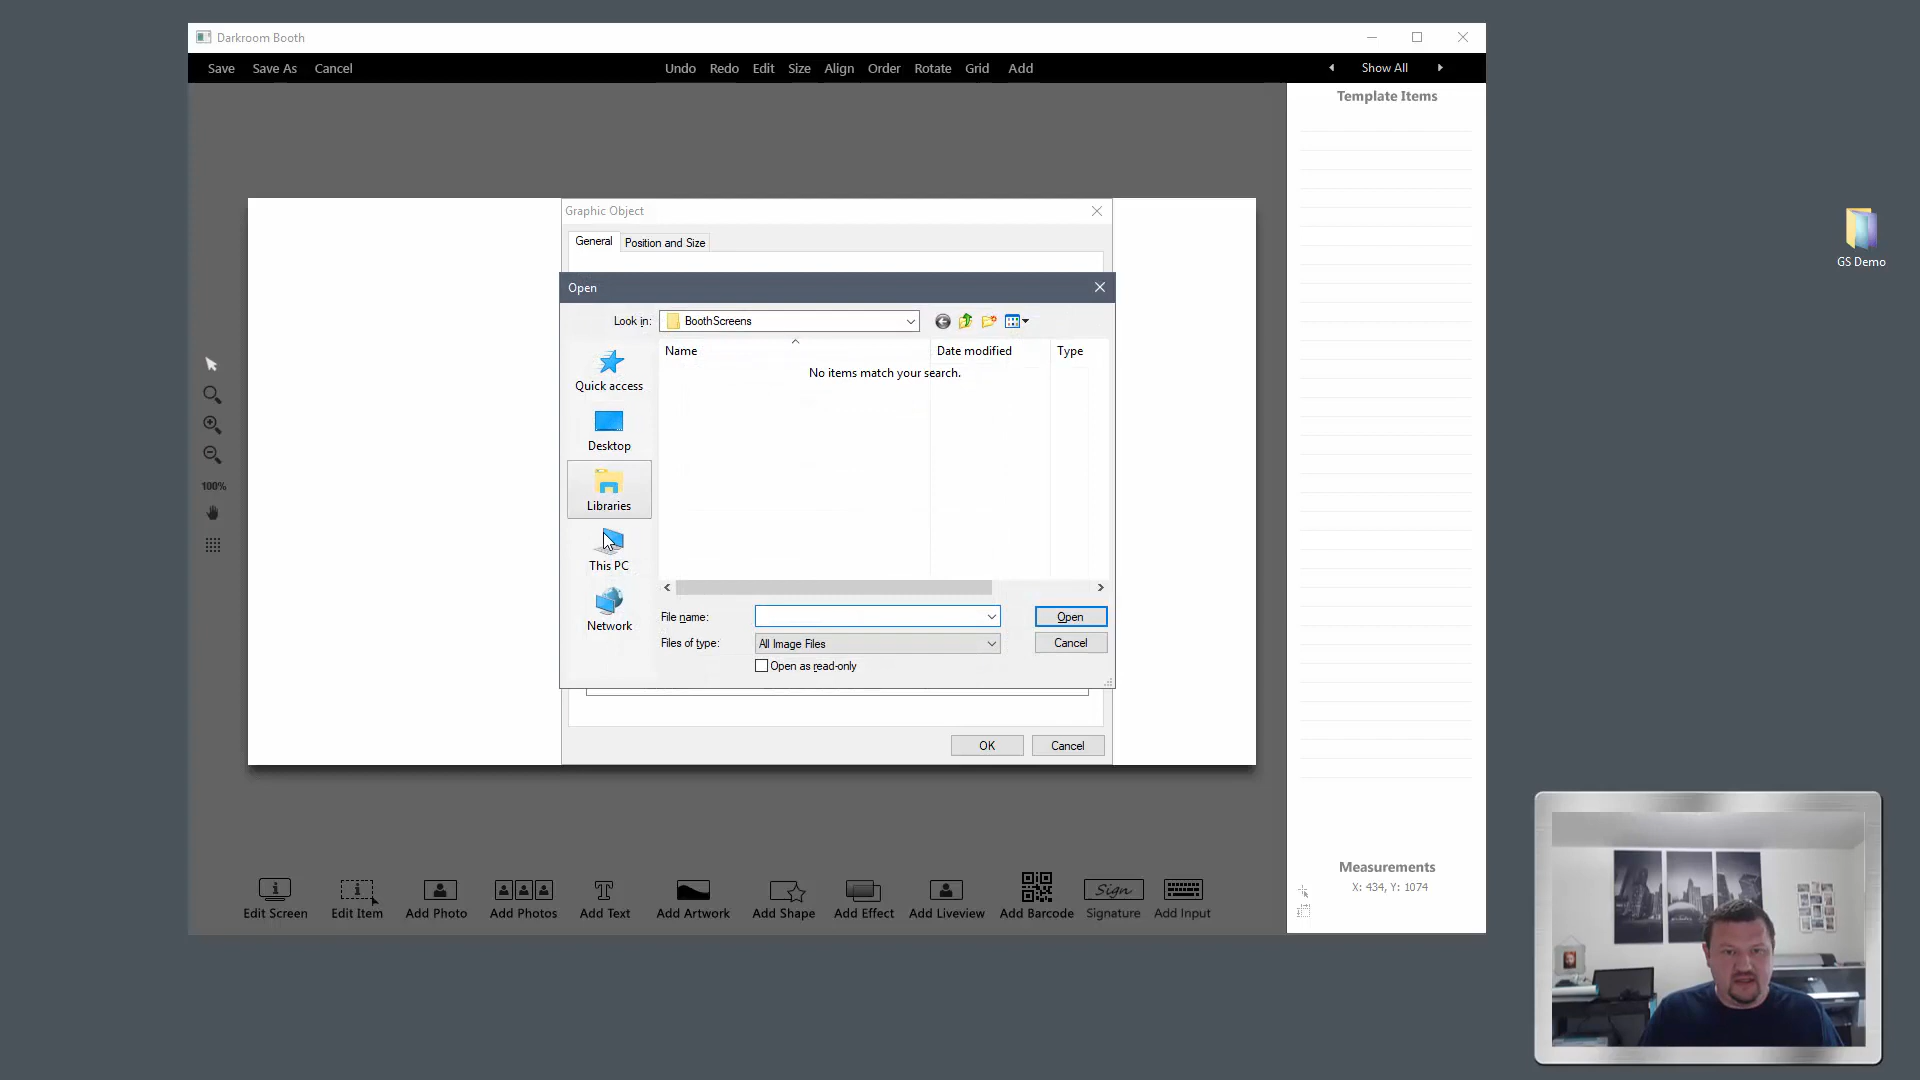 Darkroom Booth
Save Save As Cancel Undo Redo Edit Size Align Order Rotate Grid Add Show All
Template Items
Graphic Object
General Position and Size
Open
Look in: BoothScreens
Name Date modified Type
No items match your search.
Quick access
Desktop
Libraries
This PC
Network
File name: Open
Files of type: All Image Files Cancel
Open as read-only
OK Cancel
100%
GS Demo
Measurements
X: 434, Y: 1074
Sign
Edit Screen Edit Item Add Photo Add Photos Add Text Add Artwork Add Shape Add Effect Add Liveview Add Barcode Signature Add Input